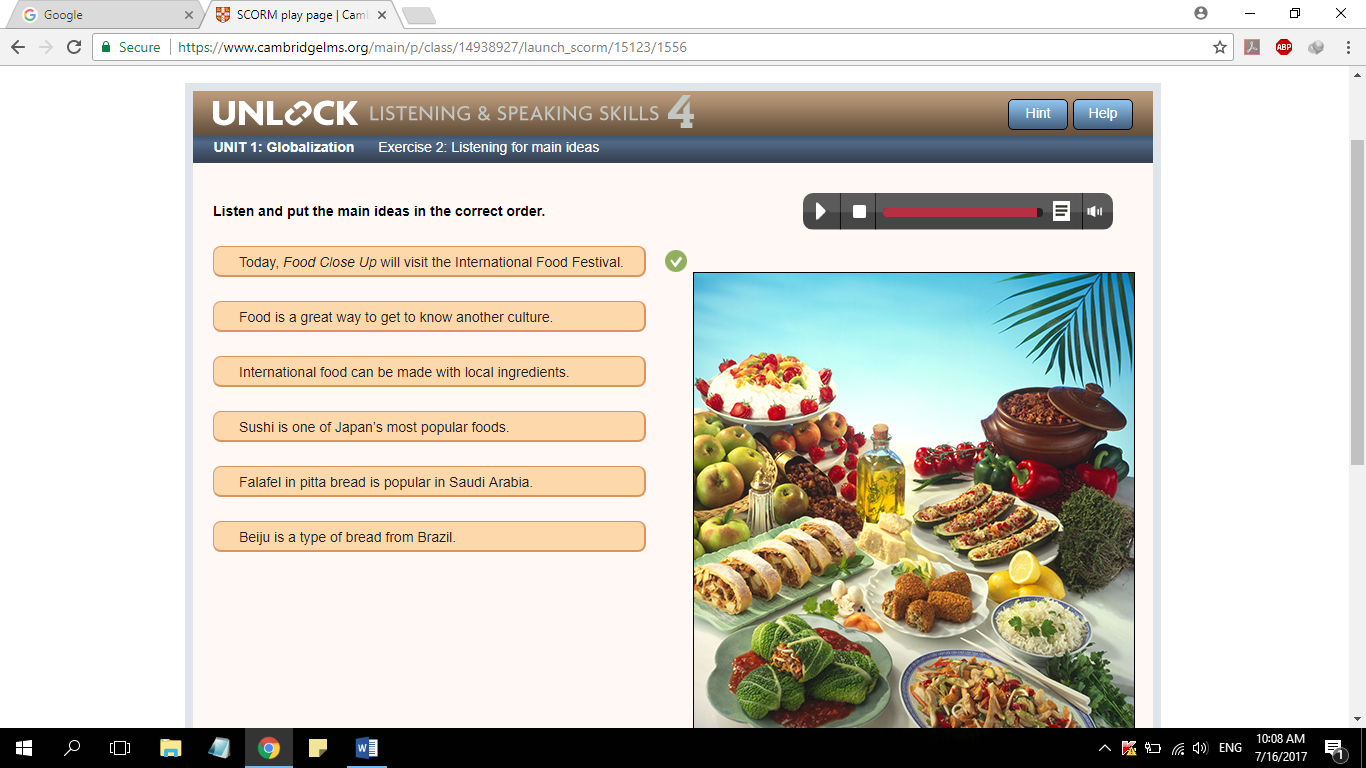 Google
SCORM play page | Cam
Secure
https://www.cambridgelms.org/main/p/class/14938927/launch_scorm/15123/1556
ABP
UNLOCK LISTENING & SPEAKING SKILLS 4
Hint
Help
UNIT 1: Globalization Exercise 2: Listening for main ideas
Listen and put the main ideas in the correct order.
Today, Food Close Up will visit the International Food Festival.
Food is a great way to get to know another culture.
International food can be made with local ingredients.
Sushi is one of Japan's most popular foods.
Falafel in pitta bread is popular in Saudi Arabia.
Beiju is a type of bread from Brazil.
ENG
10:08 AM
7/16/2017
1